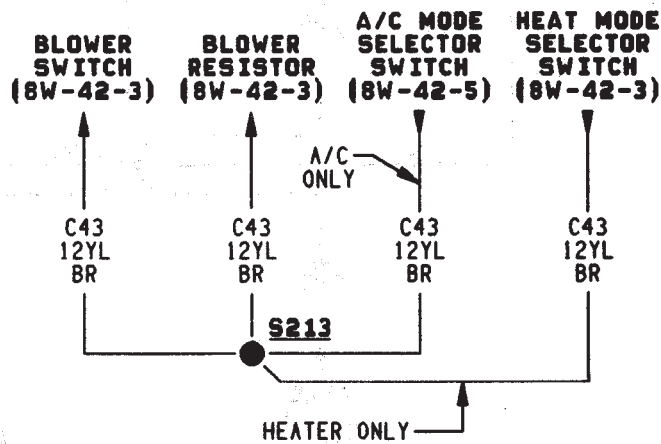 BLOWER
SWITCH
(8W-42-3)
BLOWER
RESISTOR
(8W-42-3)
A/C MODE
SELECTOR
SWITCH
(8W-42-5)
HEAT MODE
SELECTOR
SWITCH
(8W-42-3)
A/C
ONLY
C43
12YL
BR
C43
12YL
BR
C43
12YL
BR
C43
12YL
BR
S213
HEATER ONLY